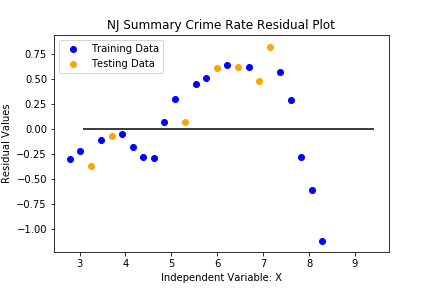 NJ Summary Crime Rate Residual Plot
Training Data
Testing Data
0.75
0.50
0.25
0.00
−0.25
−0.50
−0.75
−1.00
Residual Values
3 4 5 6 7 8 9
Independent Variable: X